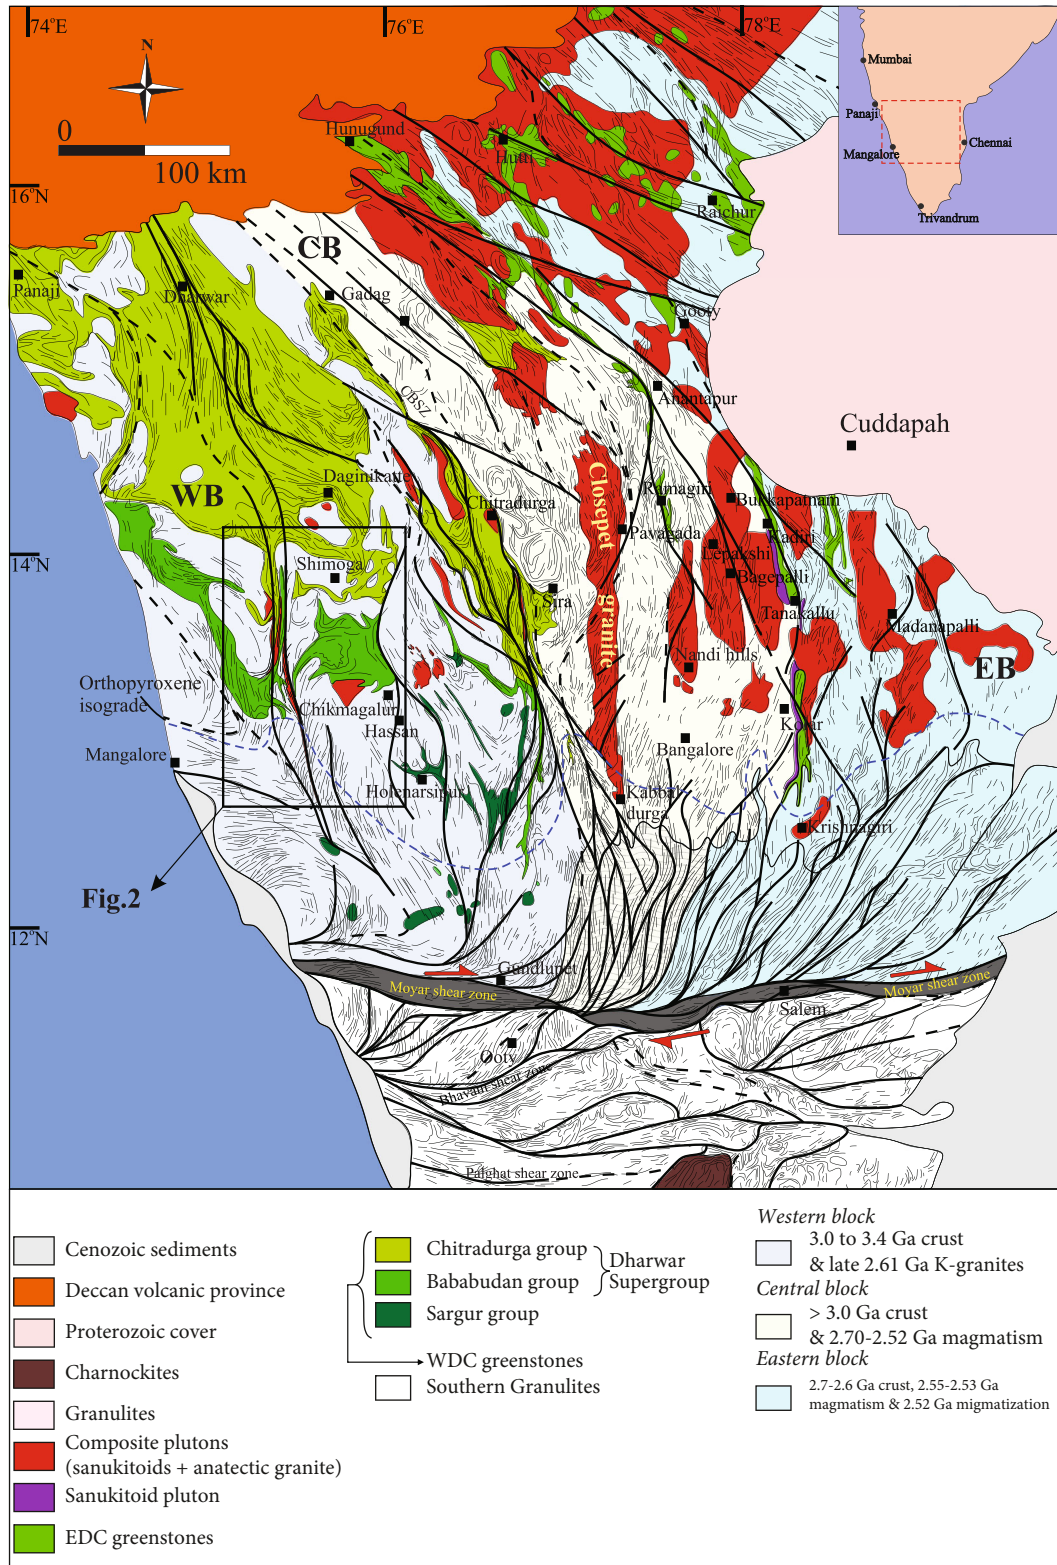 74°E
76°E
78°E
N
0
100 km
16°N
14°N
12°N
Mumbai
Panaji
Mangalore
Chennai
Trivandrum
Hunugund
Hutti
Raichur
CB
Panaji
Dharwar
Gadag
Gooty
Anantapur
CBSZ
Cuddapah
WB
Daginikatte
Chitradurga
Closepet granite
Ramagiri
Bukkapatnam
Pavagada
Kadiri
Lepakshi
Shimoga
Bagepalli
Sira
Tanakallu
Madanapalli
Nandi hills
EB
Orthopyroxene
isograde
Chikmagalur
Hassan
Kolar
Mangalore
Bangalore
Holenarsipur
Kabbal
durga
Krishnagiri
Fig.2
Gundlupet
Moyar shear zone
Moyar shear zone
Salem
Ooty
Bhavani shear zone
Palghat shear zone
Cenozoic sediments
Deccan volcanic province
Proterozoic cover
Charnockites
Granulites
Composite plutons
(sanukitoids + anatectic granite)
Sanukitoid pluton
EDC greenstones
Chitradurga group
Bababudan group
Sargur group
Dharwar
Supergroup
WDC greenstones
Southern Granulites
Western block
3.0 to 3.4 Ga crust
& late 2.61 Ga K-granites
Central block
> 3.0 Ga crust
& 2.70-2.52 Ga magmatism
Eastern block
2.7-2.6 Ga crust, 2.55-2.53 Ga
magmatism & 2.52 Ga migmatization